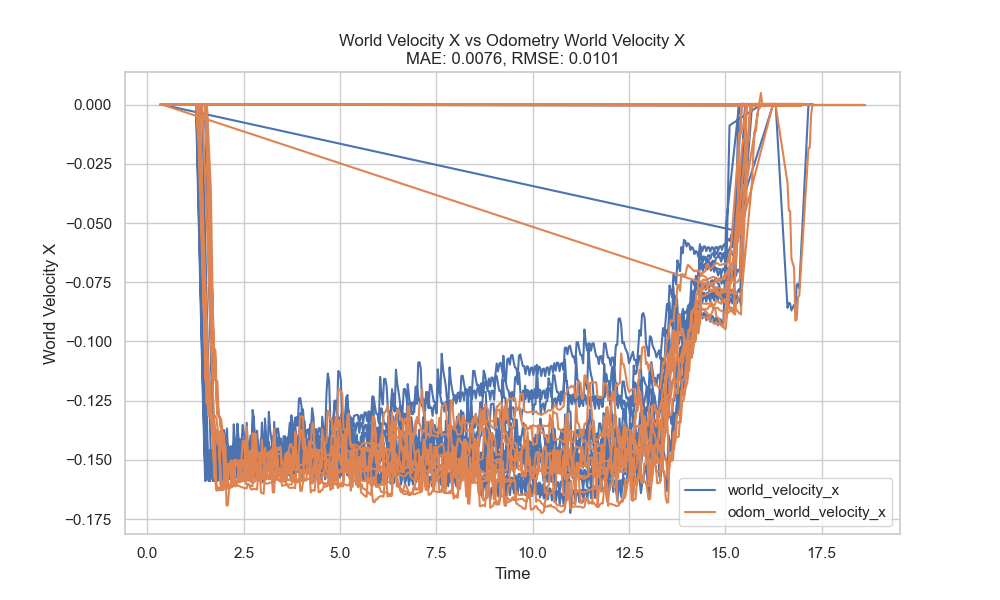 World Velocity X vs Odometry World Velocity X
MAE: 0.0076, RMSE: 0.0101
World Velocity X
0.000
−0.025
−0.050
−0.075
−0.100
−0.125
−0.150
−0.175
world_velocity_x
odom_world_velocity_x
0.0 2.5 5.0 7.5 10.0 12.5 15.0 17.5
Time